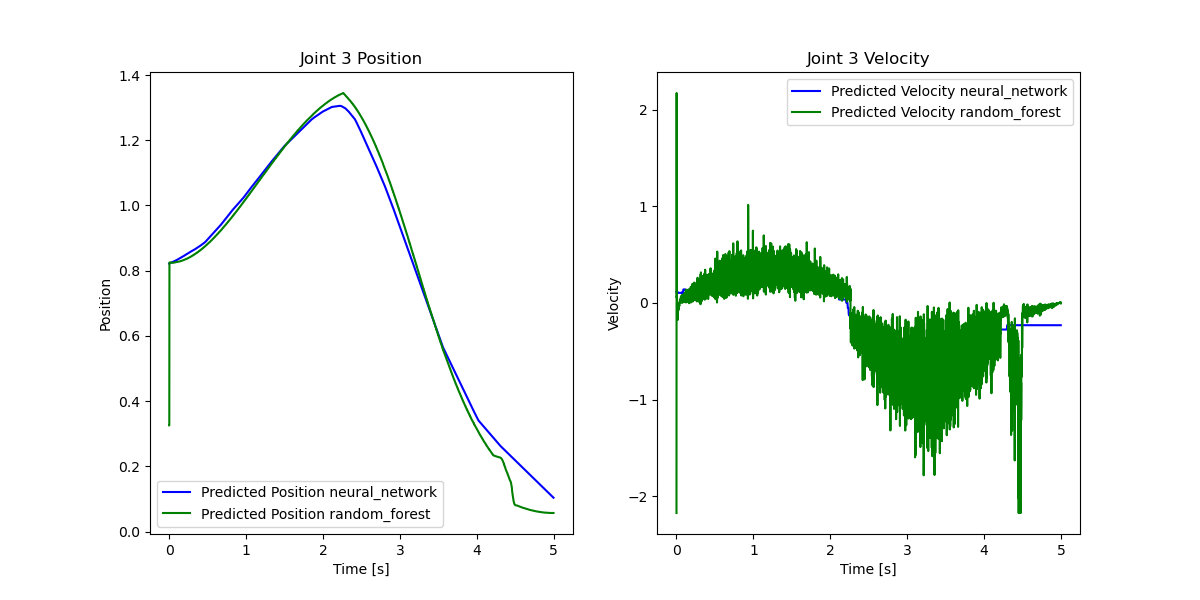 Joint 3 Position
Position
1.4
1.2
1.0
0.8
0.6
0.4
0.2
0.0
Predicted Position neural_network
Predicted Position random_forest
0 1 2 3 4 5
Time [s]
Joint 3 Velocity
Velocity
2
1
0
−1
−2
Predicted Velocity neural_network
Predicted Velocity random_forest
0 1 2 3 4 5
Time [s]